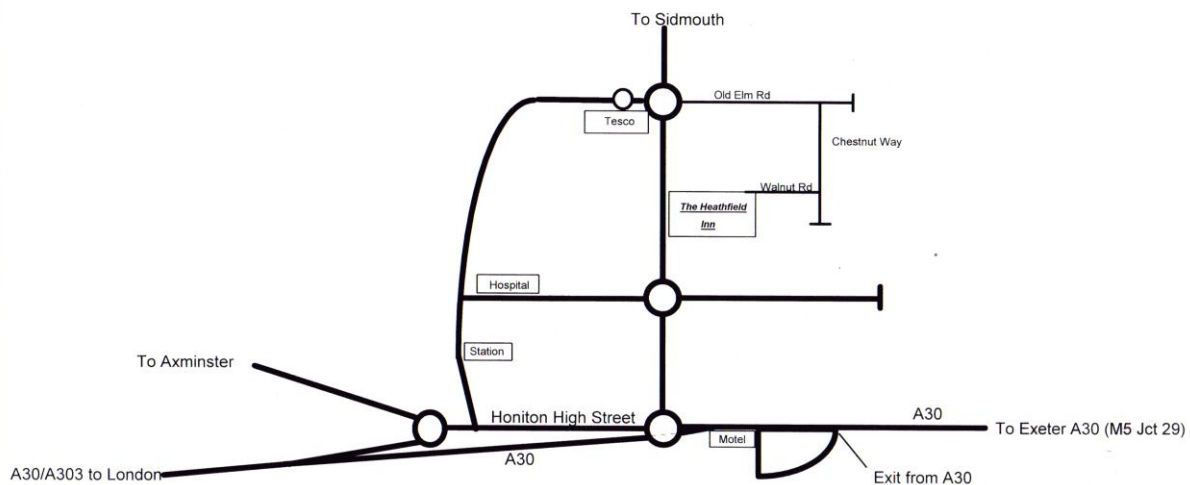 To Sidmouth
Old Elm Rd
Tesco
Chestnut Way
Walnut Rd
The Heathfield
Inn
Hospital
Station
To Axminster
Honiton High Street
A30
To Exeter A30 (M5 Jct 29)
Motel
A30
A30/A303 to London
Exit from A30